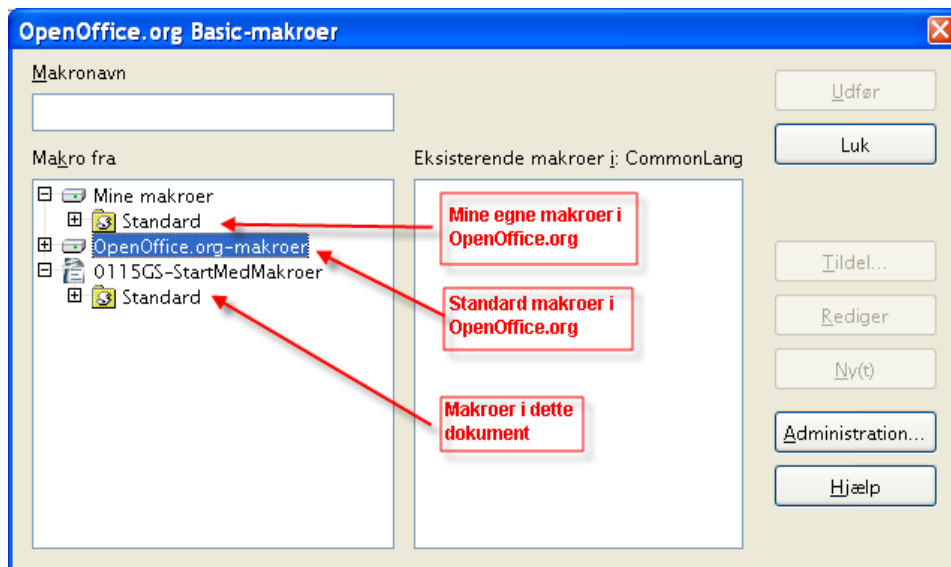 OpenOffice.org Basic-makroer
Makronavn
Udfør
Luk
Makro fra
Eksisterende makroer i: CommonLang
Mine makroer
Standard
OpenOffice.org-makroer
0115GS-StartMedMakroer
Standard
Mine egne makroer i
OpenOffice.org
Standard makroer i
OpenOffice.org
Makroer i dette
dokument
Tildel...
Rediger
Ny(t)
Administration...
Hjælp